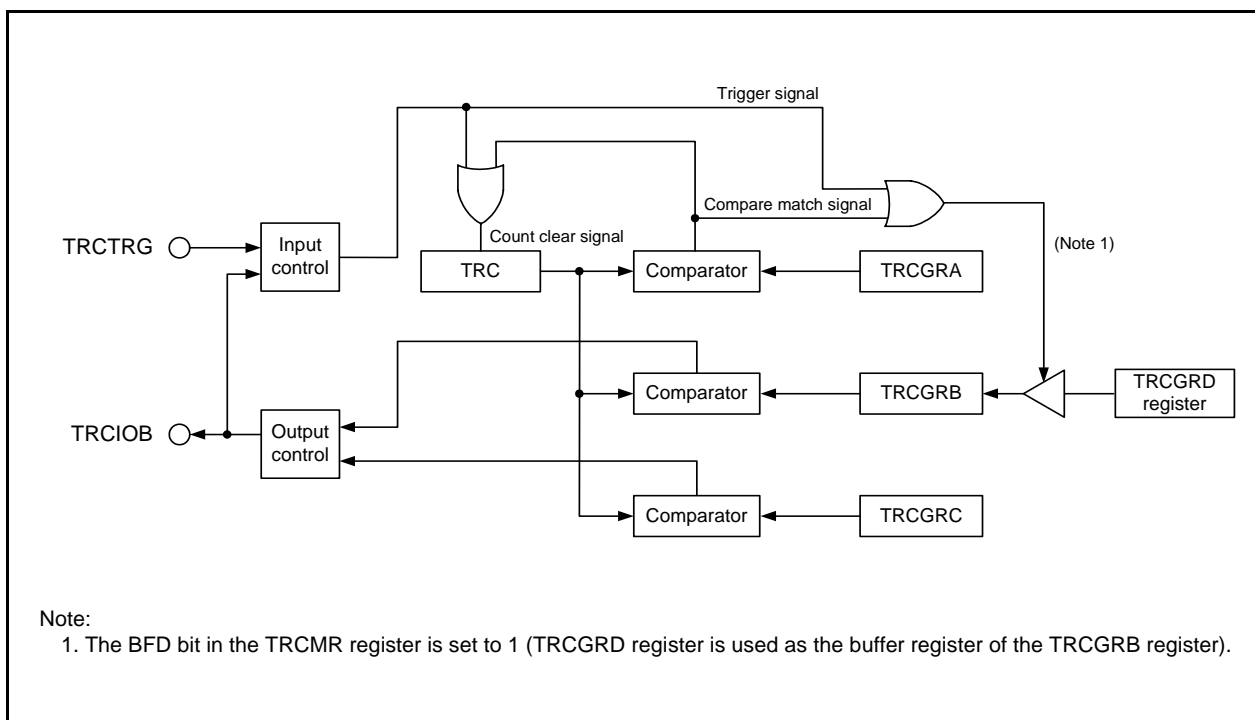 Trigger signal
Compare match signal
Count clear signal
(Note 1)
TRCTRG
Input
control
TRC
Comparator
TRCGRA
TRCIOB
Output
control
Comparator
TRCGRB
TRCGRD
register
Comparator
TRCGRC
Note:
1. The BFD bit in the TRCMR register is set to 1 (TRCGRD register is used as the buffer register of the TRCGRB register).